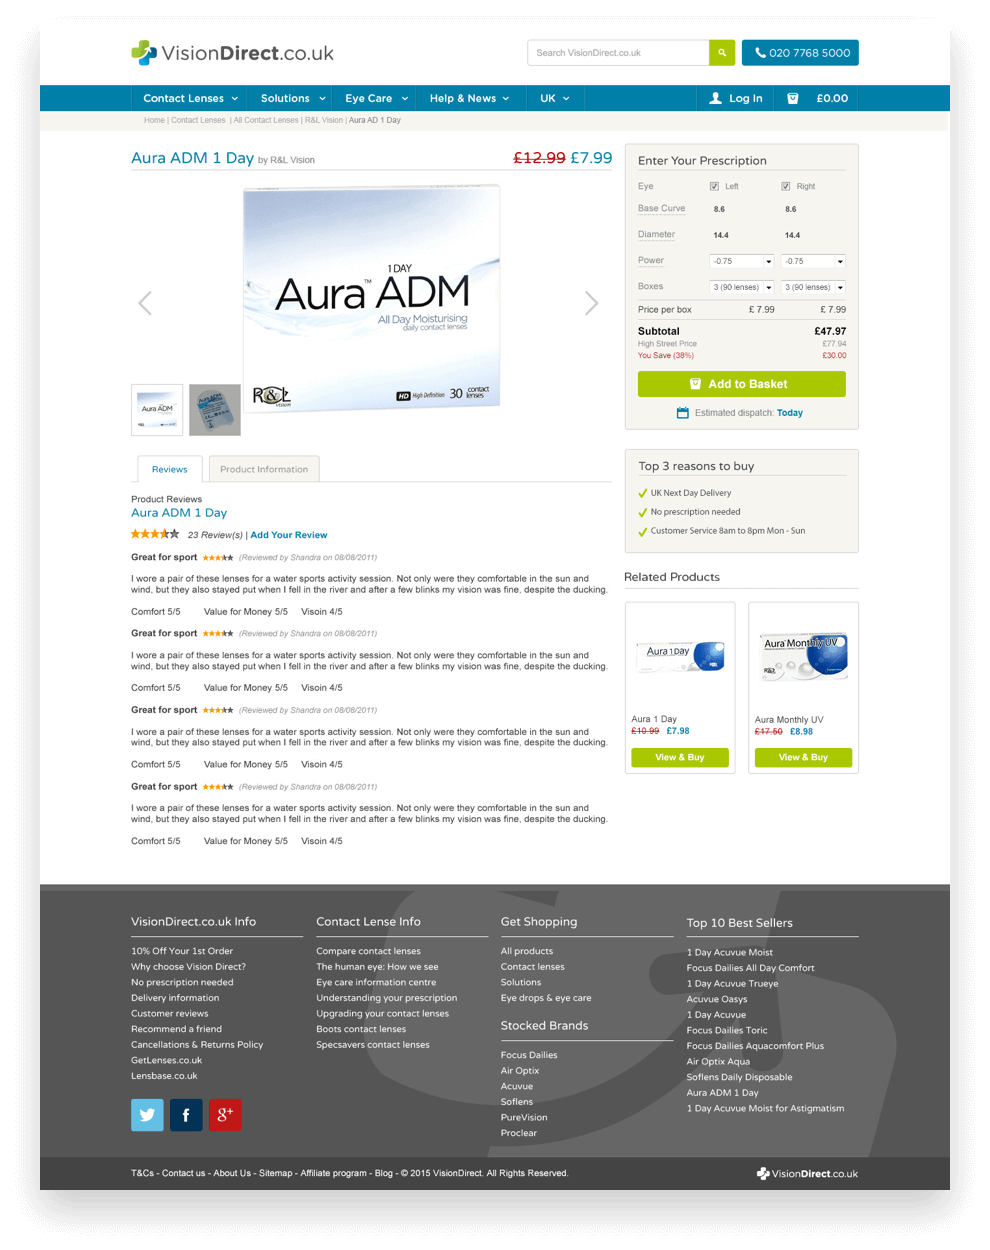 VisionDirect.co.uk
Search VisionDirect.co.uk
020 7768 5000
Contact Lenses
Solutions
Eye Care
Help & News
UK
Log In
£0.00
Home | Contact Lenses | All Contact Lenses | R&L Vision | Aura AD 1 Day
Aura ADM 1 Day by R&L Vision
£12.99 £7.99
1 DAY
Aura™ ADM
All Day Moisturising
daily contact lenses
R&L
VISION
HD High Definition 30 contact lenses
Aura ADM
Reviews
Product Information
Product Reviews
Aura ADM 1 Day
23 Review(s) | Add Your Review
Great for sport (Reviewed by Shandra on 08/08/2011)
I wore a pair of these lenses for a water sports activity session. Not only were they comfortable in the sun and
wind, but they also stayed put when I fell in the river and after a few blinks my vision was fine, despite the ducking.
Comfort 5/5 Value for Money 5/5 Visoin 4/5
Great for sport (Reviewed by Shandra on 08/08/2011)
I wore a pair of these lenses for a water sports activity session. Not only were they comfortable in the sun and
wind, but they also stayed put when I fell in the river and after a few blinks my vision was fine, despite the ducking.
Comfort 5/5 Value for Money 5/5 Visoin 4/5
Great for sport (Reviewed by Shandra on 08/08/2011)
I wore a pair of these lenses for a water sports activity session. Not only were they comfortable in the sun and
wind, but they also stayed put when I fell in the river and after a few blinks my vision was fine, despite the ducking.
Comfort 5/5 Value for Money 5/5 Visoin 4/5
Great for sport (Reviewed by Shandra on 08/08/2011)
I wore a pair of these lenses for a water sports activity session. Not only were they comfortable in the sun and
wind, but they also stayed put when I fell in the river and after a few blinks my vision was fine, despite the ducking.
Comfort 5/5 Value for Money 5/5 Visoin 4/5
Enter Your Prescription
Eye Left Right
Base Curve 8.6 8.6
Diameter 14.4 14.4
Power -0.75 -0.75
Boxes 3 (90 lenses) 3 (90 lenses)
Price per box £ 7.99 £ 7.99
Subtotal £47.97
High Street Price £77.94
You Save (38%) £30.00
Add to Basket
Estimated dispatch: Today
Top 3 reasons to buy
UK Next Day Delivery
No prescription needed
Customer Service 8am to 8pm Mon - Sun
Related Products
Aura 1 Day
Aura 1 Day
£10.99 £7.98
View & Buy
Aura Monthly UV
Aura Monthly UV
£17.50 £8.98
View & Buy
VisionDirect.co.uk Info
10% Off Your 1st Order
Why choose Vision Direct?
No prescription needed
Delivery information
Customer reviews
Recommend a friend
Cancellations & Returns Policy
GetLenses.co.uk
Lensbase.co.uk
f
g+
Contact Lense Info
Compare contact lenses
The human eye: How we see
Eye care information centre
Understanding your prescription
Upgrading your contact lenses
Boots contact lenses
Specsavers contact lenses
Get Shopping
All products
Contact lenses
Solutions
Eye drops & eye care
Stocked Brands
Focus Dailies
Air Optix
Acuvue
Soflens
PureVision
Proclear
Top 10 Best Sellers
1 Day Acuvue Moist
Focus Dailies All Day Comfort
1 Day Acuvue Trueye
Acuvue Oasys
1 Day Acuvue
Focus Dailies Toric
Focus Dailies Aquacomfort Plus
Air Optix Aqua
Soflens Daily Disposable
Aura ADM 1 Day
1 Day Acuvue Moist for Astigmatism
T&Cs - Contact us - About Us - Sitemap - Affiliate program - Blog - © 2015 VisionDirect. All Rights Reserved.
VisionDirect.co.uk